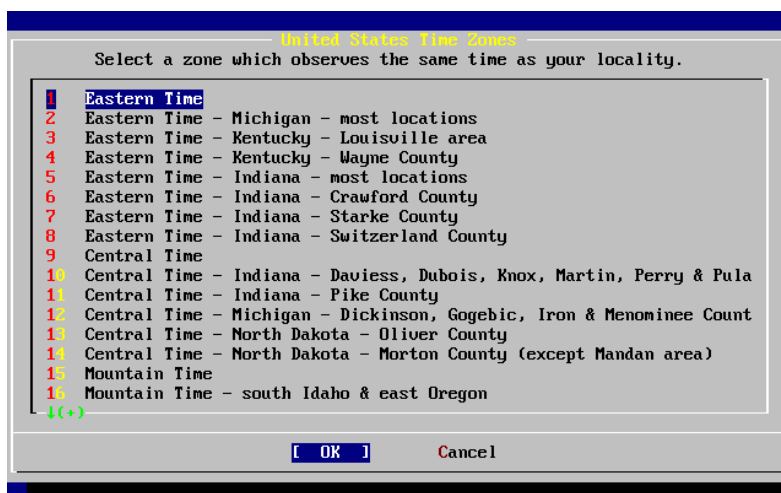 United States Time Zones
Select a zone which observes the same time as your locality.
1 Eastern Time
2 Eastern Time - Michigan - most locations
3 Eastern Time - Kentucky - Louisville area
4 Eastern Time - Kentucky - Wayne County
5 Eastern Time - Indiana - most locations
6 Eastern Time - Indiana - Crawford County
7 Eastern Time - Indiana - Starke County
8 Eastern Time - Indiana - Switzerland County
9 Central Time
10 Central Time - Indiana - Daviess, Dubois, Knox, Martin, Perry & Pula
11 Central Time - Indiana - Pike County
12 Central Time - Michigan - Dickinson, Gogebic, Iron & Menominee Count
13 Central Time - North Dakota - Oliver County
14 Central Time - North Dakota - Morton County (except Mandan area)
15 Mountain Time
16 Mountain Time - south Idaho & east Oregon
↓(+)
[ OK ] Cancel